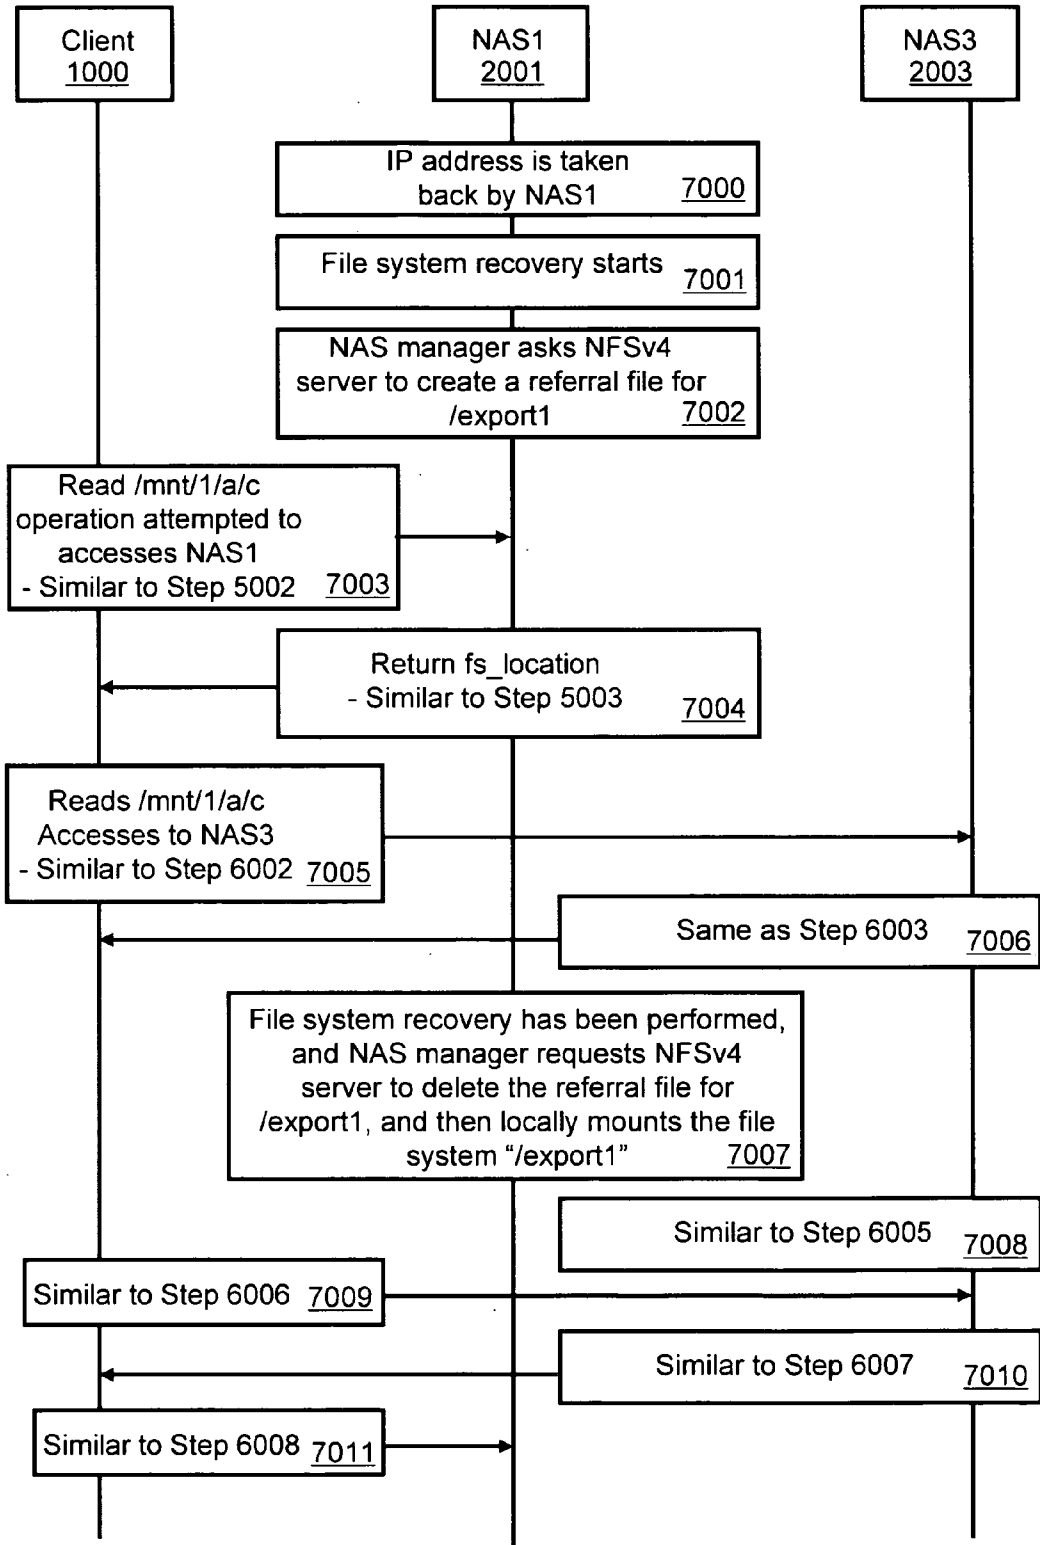 Client
1000
NAS1
2001
NAS3
2003
IP address is taken
back by NAS1
7000
File system recovery starts
7001
NAS manager asks NFSv4
server to create a referral file for
/export1
7002
Read /mnt/1/a/c
operation attempted to
accesses NAS1
- Similar to Step 5002
7003
Return fs_location
- Similar to Step 5003
7004
Reads /mnt/1/a/c
Accesses to NAS3
- Similar to Step 6002
7005
Same as Step 6003
7006
File system recovery has been performed,
and NAS manager requests NFSv4
server to delete the referral file for
/export1, and then locally mounts the file
system “/export1”
7007
Similar to Step 6005
7008
Similar to Step 6006
7009
Similar to Step 6007
7010
Similar to Step 6008
7011